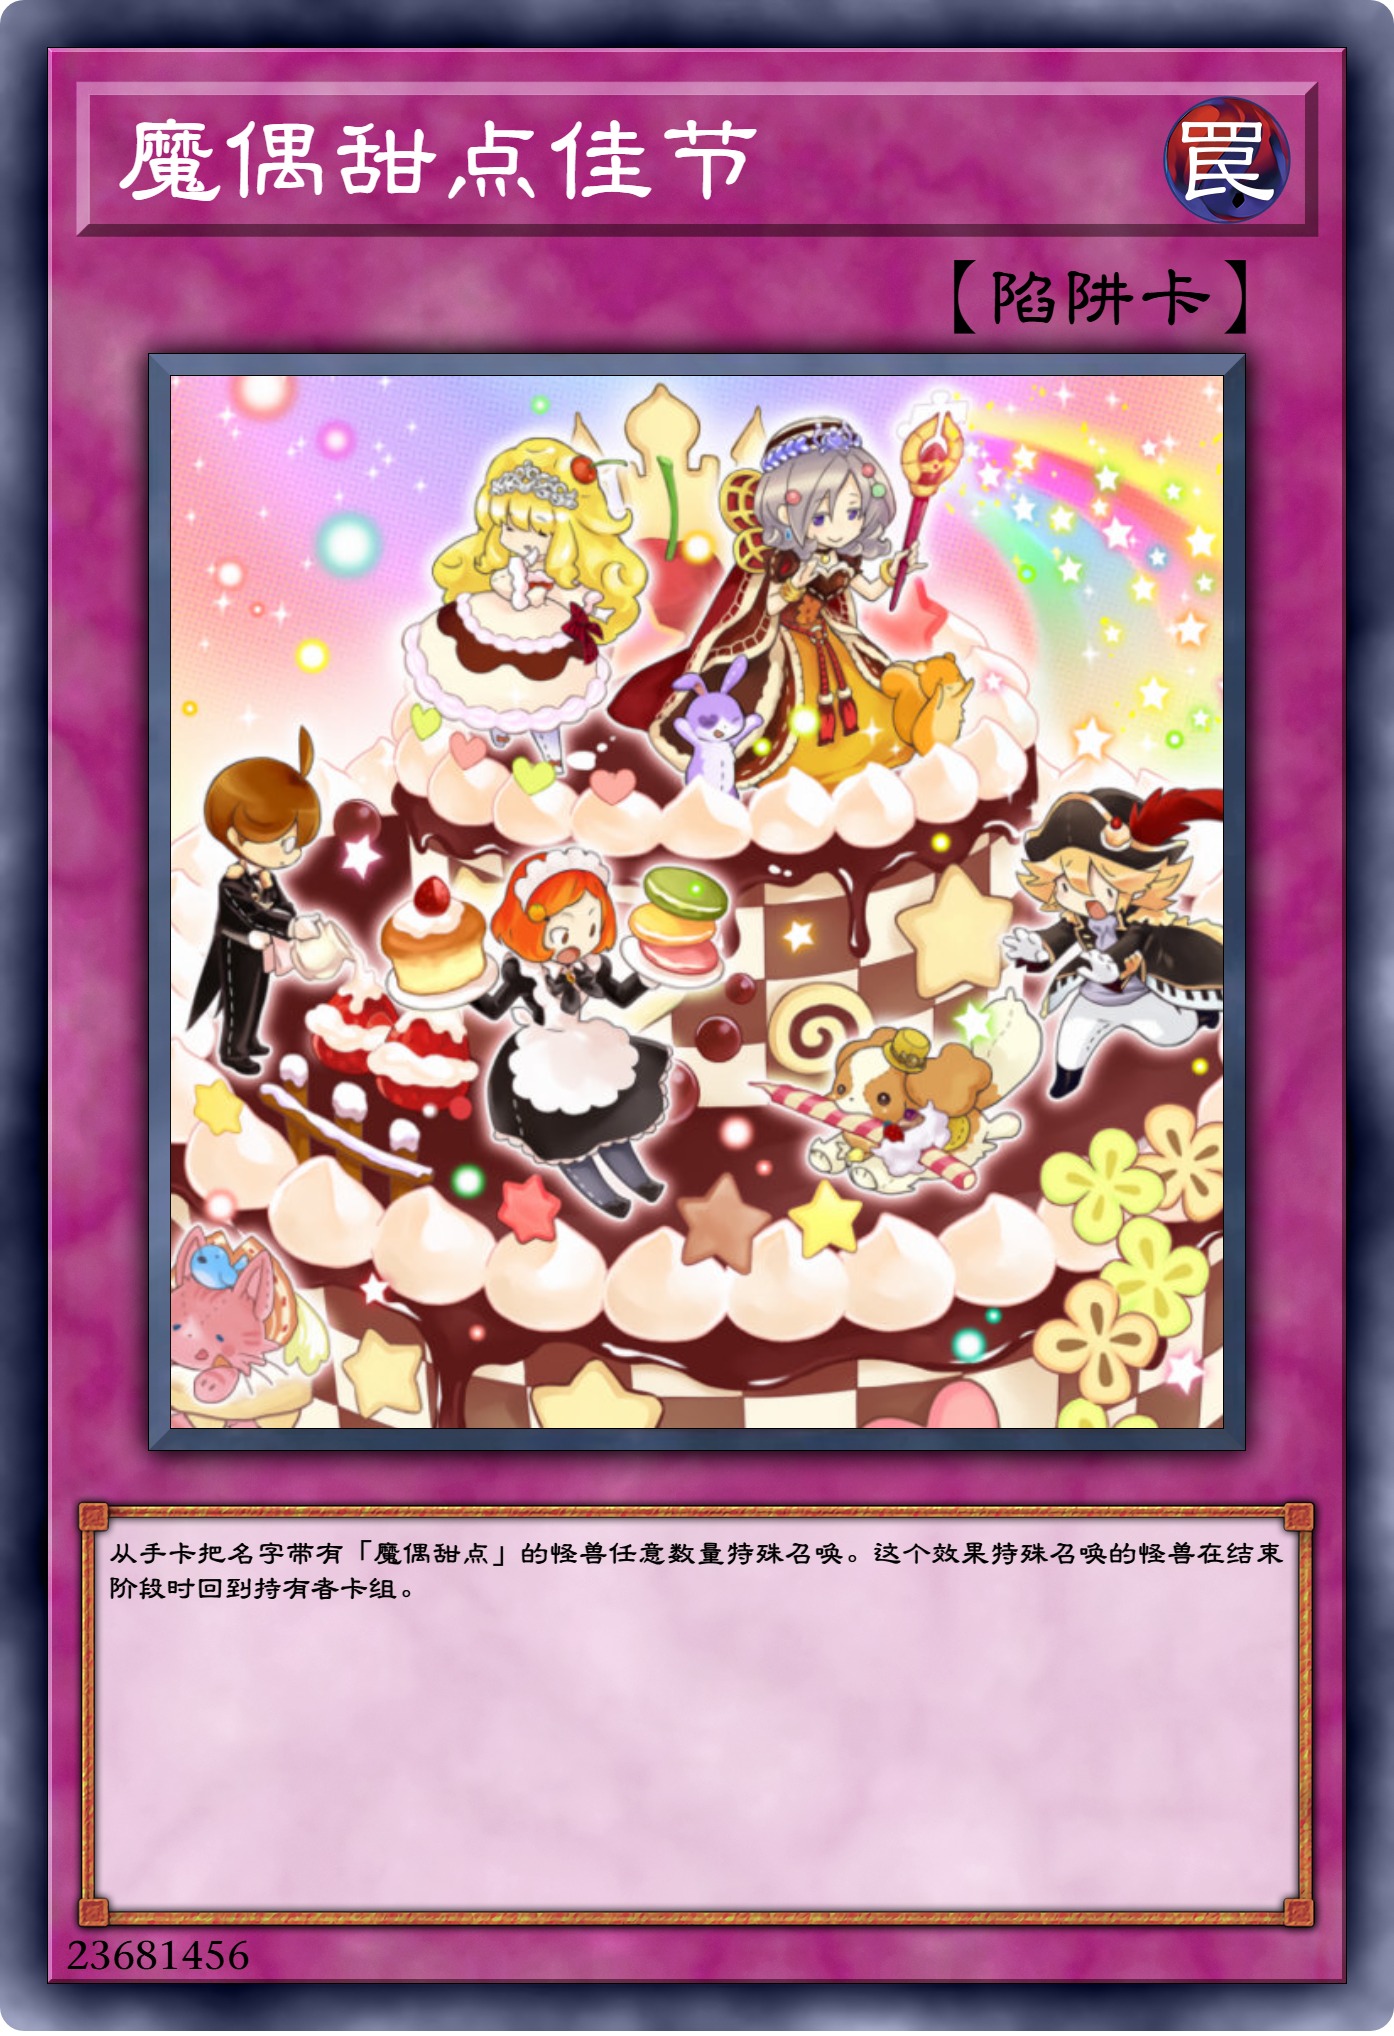 魔偶甜点佳节
罠
【陷阱卡】
从手卡把名字带有「魔偶甜点」的怪兽任意数量特殊召唤。这个效果特殊召唤的怪兽在结束
阶段时回到持有者卡组。
23681456